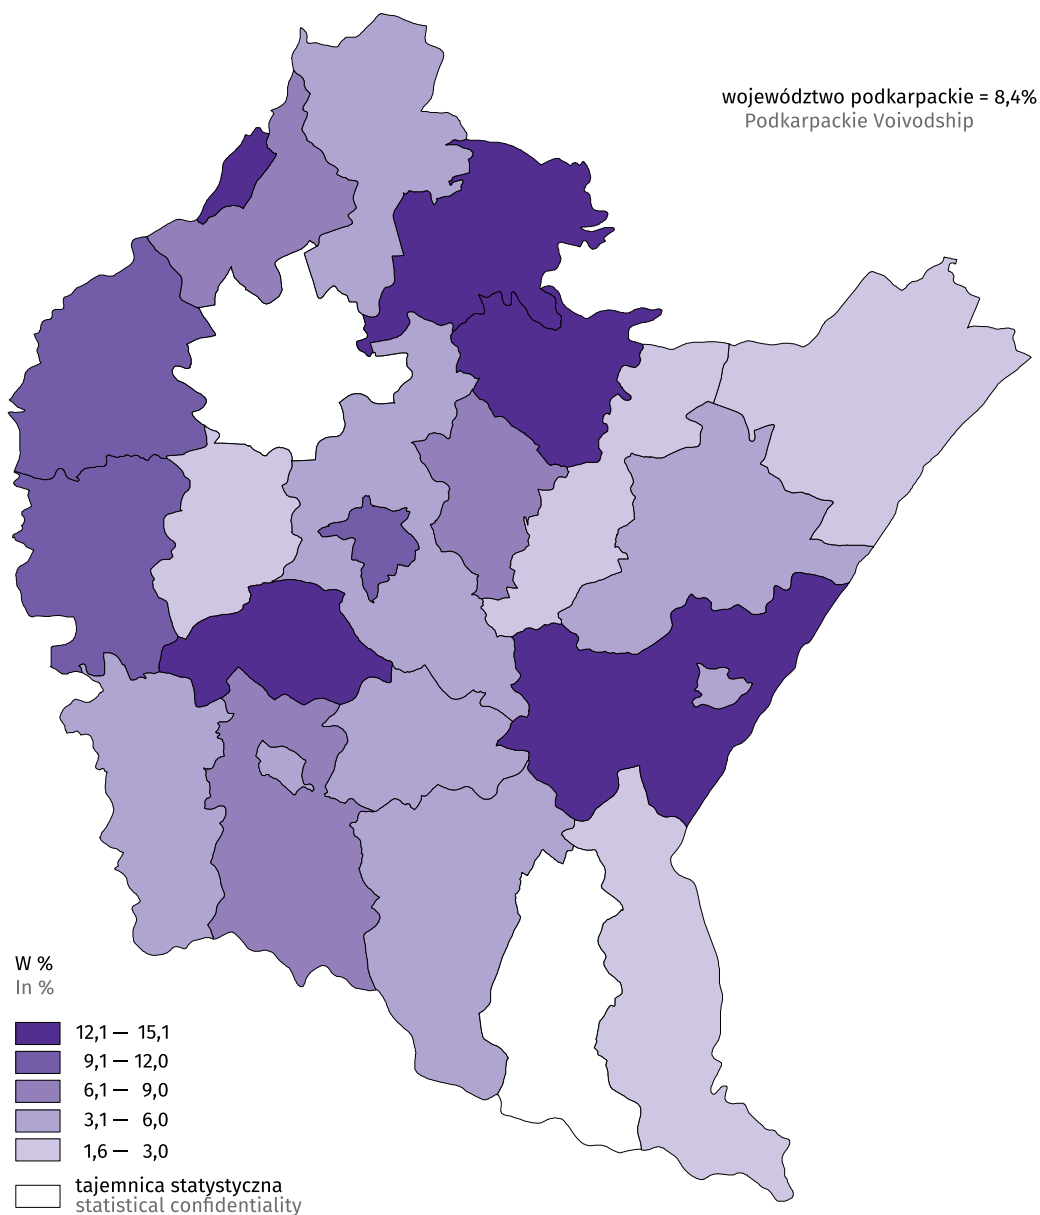 województwo podkarpackie = 8,4%
Podkarpackie Voivodship
W %
In %
12,1 — 15,1
9,1 — 12,0
6,1 — 9,0
3,1 — 6,0
1,6 — 3,0
tajemnica statystyczna
statistical confidentiality